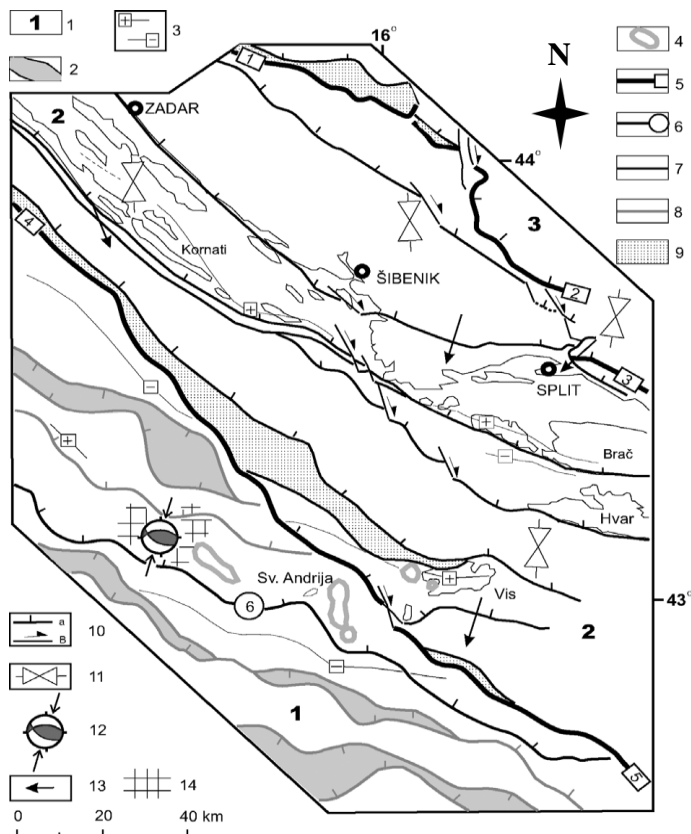 1 1
+ - 3
2
16°
N
4
5
6
7
8
9
1
2
ZADAR
44°
3
4
Kornati
ŠIBENIK
+
2
-
SPLIT
3
+
+
-
Brač
Hvar
Sv. Andrija
+
Vis
43°
6
2
a
B 10
-
11
1
12
5
13 14
0 20 40 km